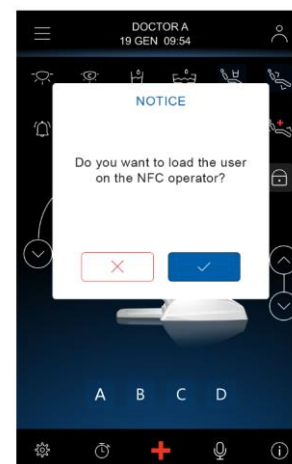 DOCTOR A
19 GEN 09:54
NOTICE
Do you want to load the user
on the NFC operator?
A B C D